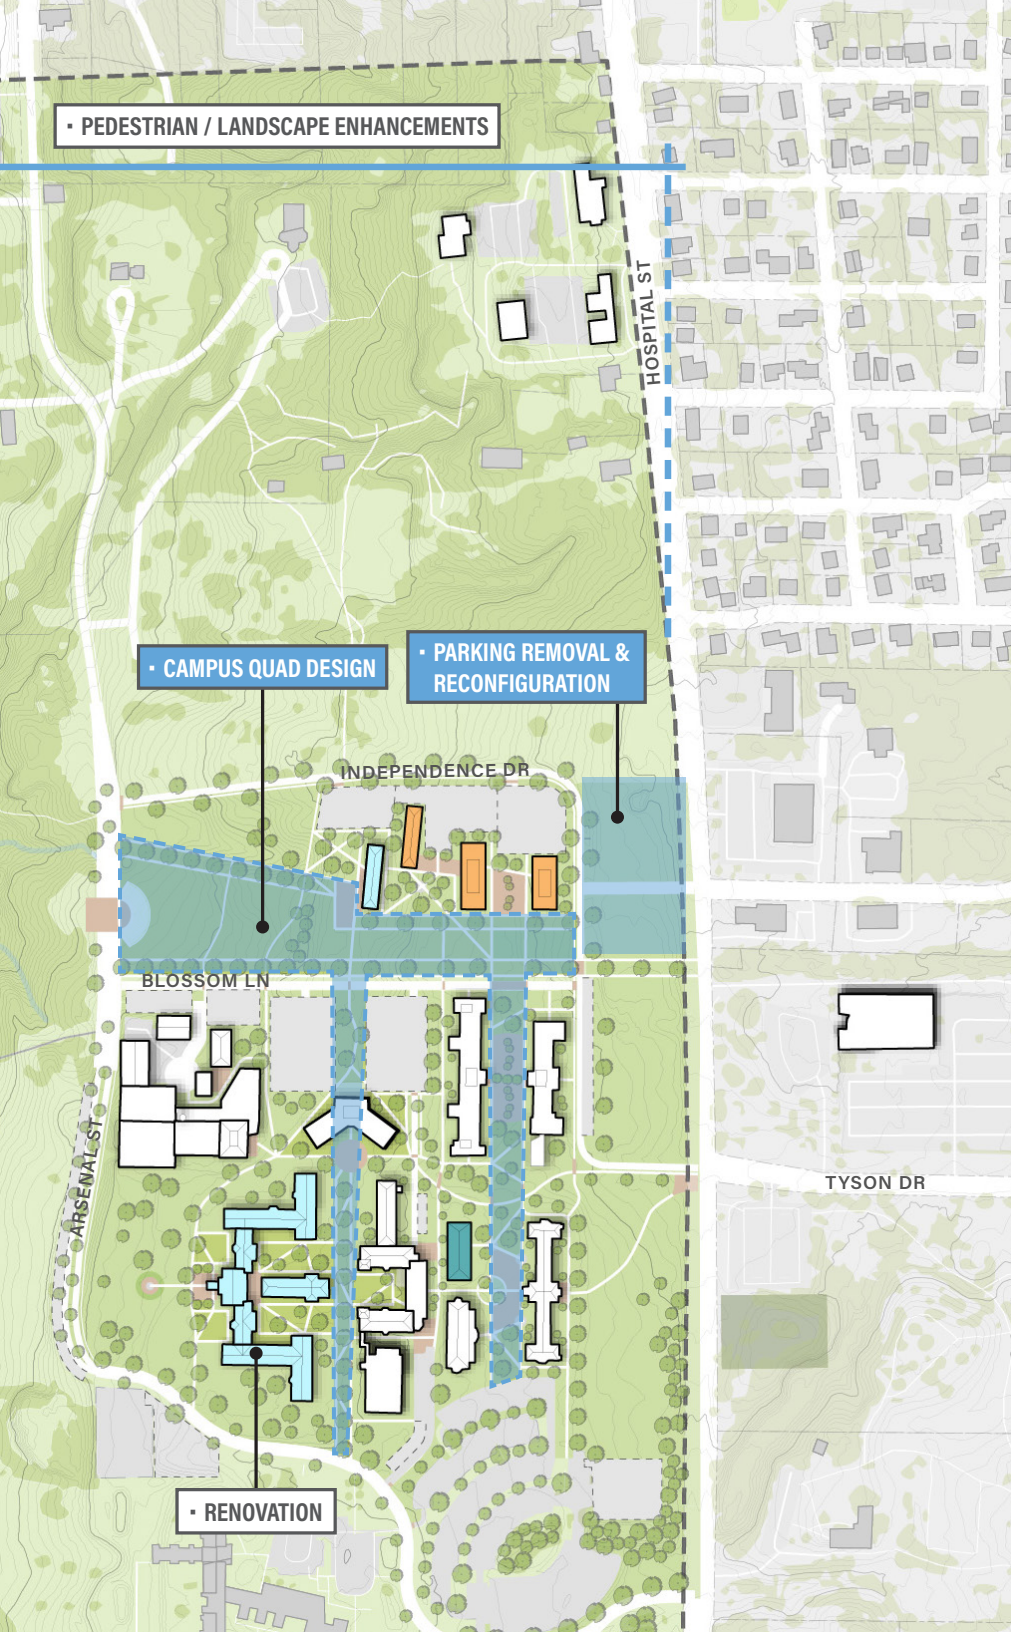 ▪ PEDESTRIAN / LANDSCAPE ENHANCEMENTS
HOSPITAL ST
▪ CAMPUS QUAD DESIGN
▪ PARKING REMOVAL &
RECONFIGURATION
INDEPENDENCE DR
BLOSSOM LN
ARSENAL ST
TYSON DR
▪ RENOVATION